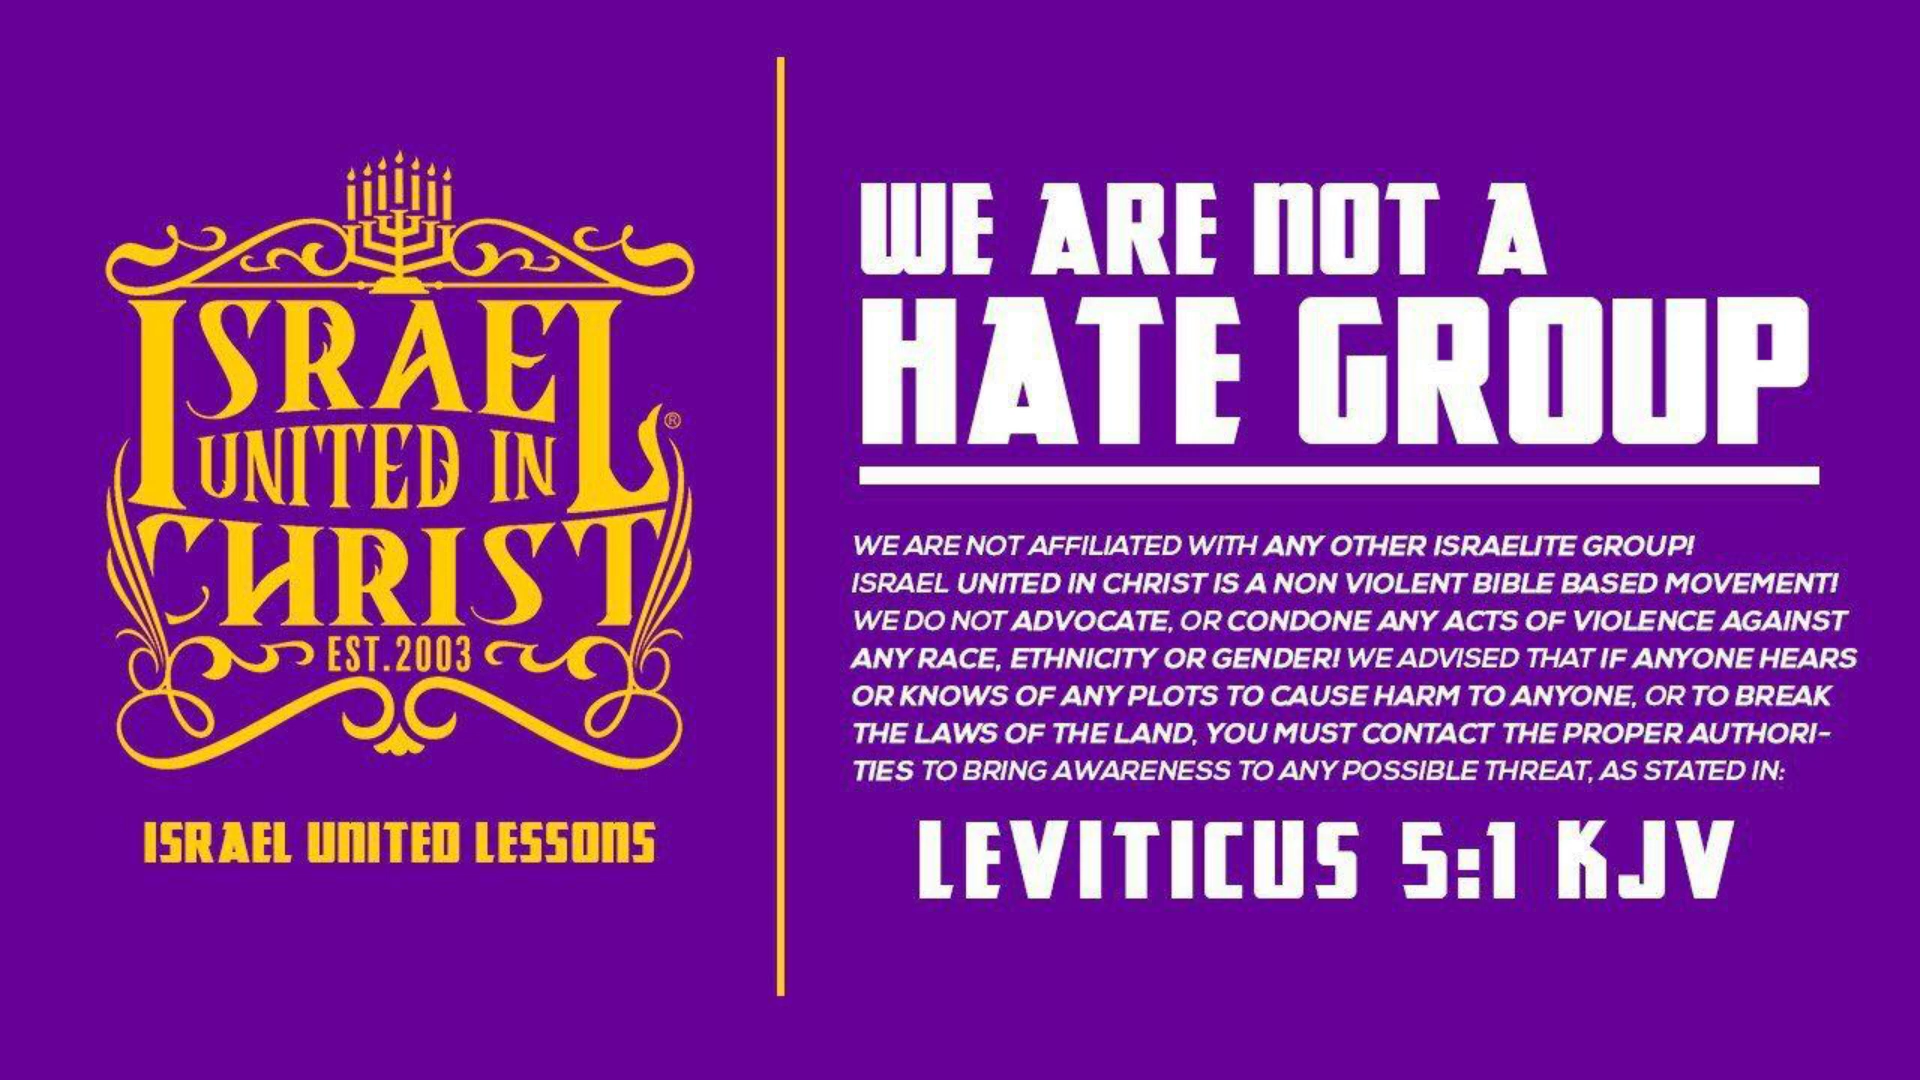 ISRAEL
UNITED IN
CHRIST
®
EST.2003
ISRAEL UNITED LESSONS
WE ARE NOT A
HATE GROUP
WE ARE NOT AFFILIATED WITH ANY OTHER ISRAELITE GROUP!
ISRAEL UNITED IN CHRIST IS A NON VIOLENT BIBLE BASED MOVEMENT!
WE DO NOT ADVOCATE, OR CONDONE ANY ACTS OF VIOLENCE AGAINST
ANY RACE, ETHNICITY OR GENDER! WE ADVISED THAT IF ANYONE HEARS
OR KNOWS OF ANY PLOTS TO CAUSE HARM TO ANYONE, OR TO BREAK
THE LAWS OF THE LAND, YOU MUST CONTACT THE PROPER AUTHORI-
TIES TO BRING AWARENESS TO ANY POSSIBLE THREAT, AS STATED IN:
LEVITICUS 5:1 KJV